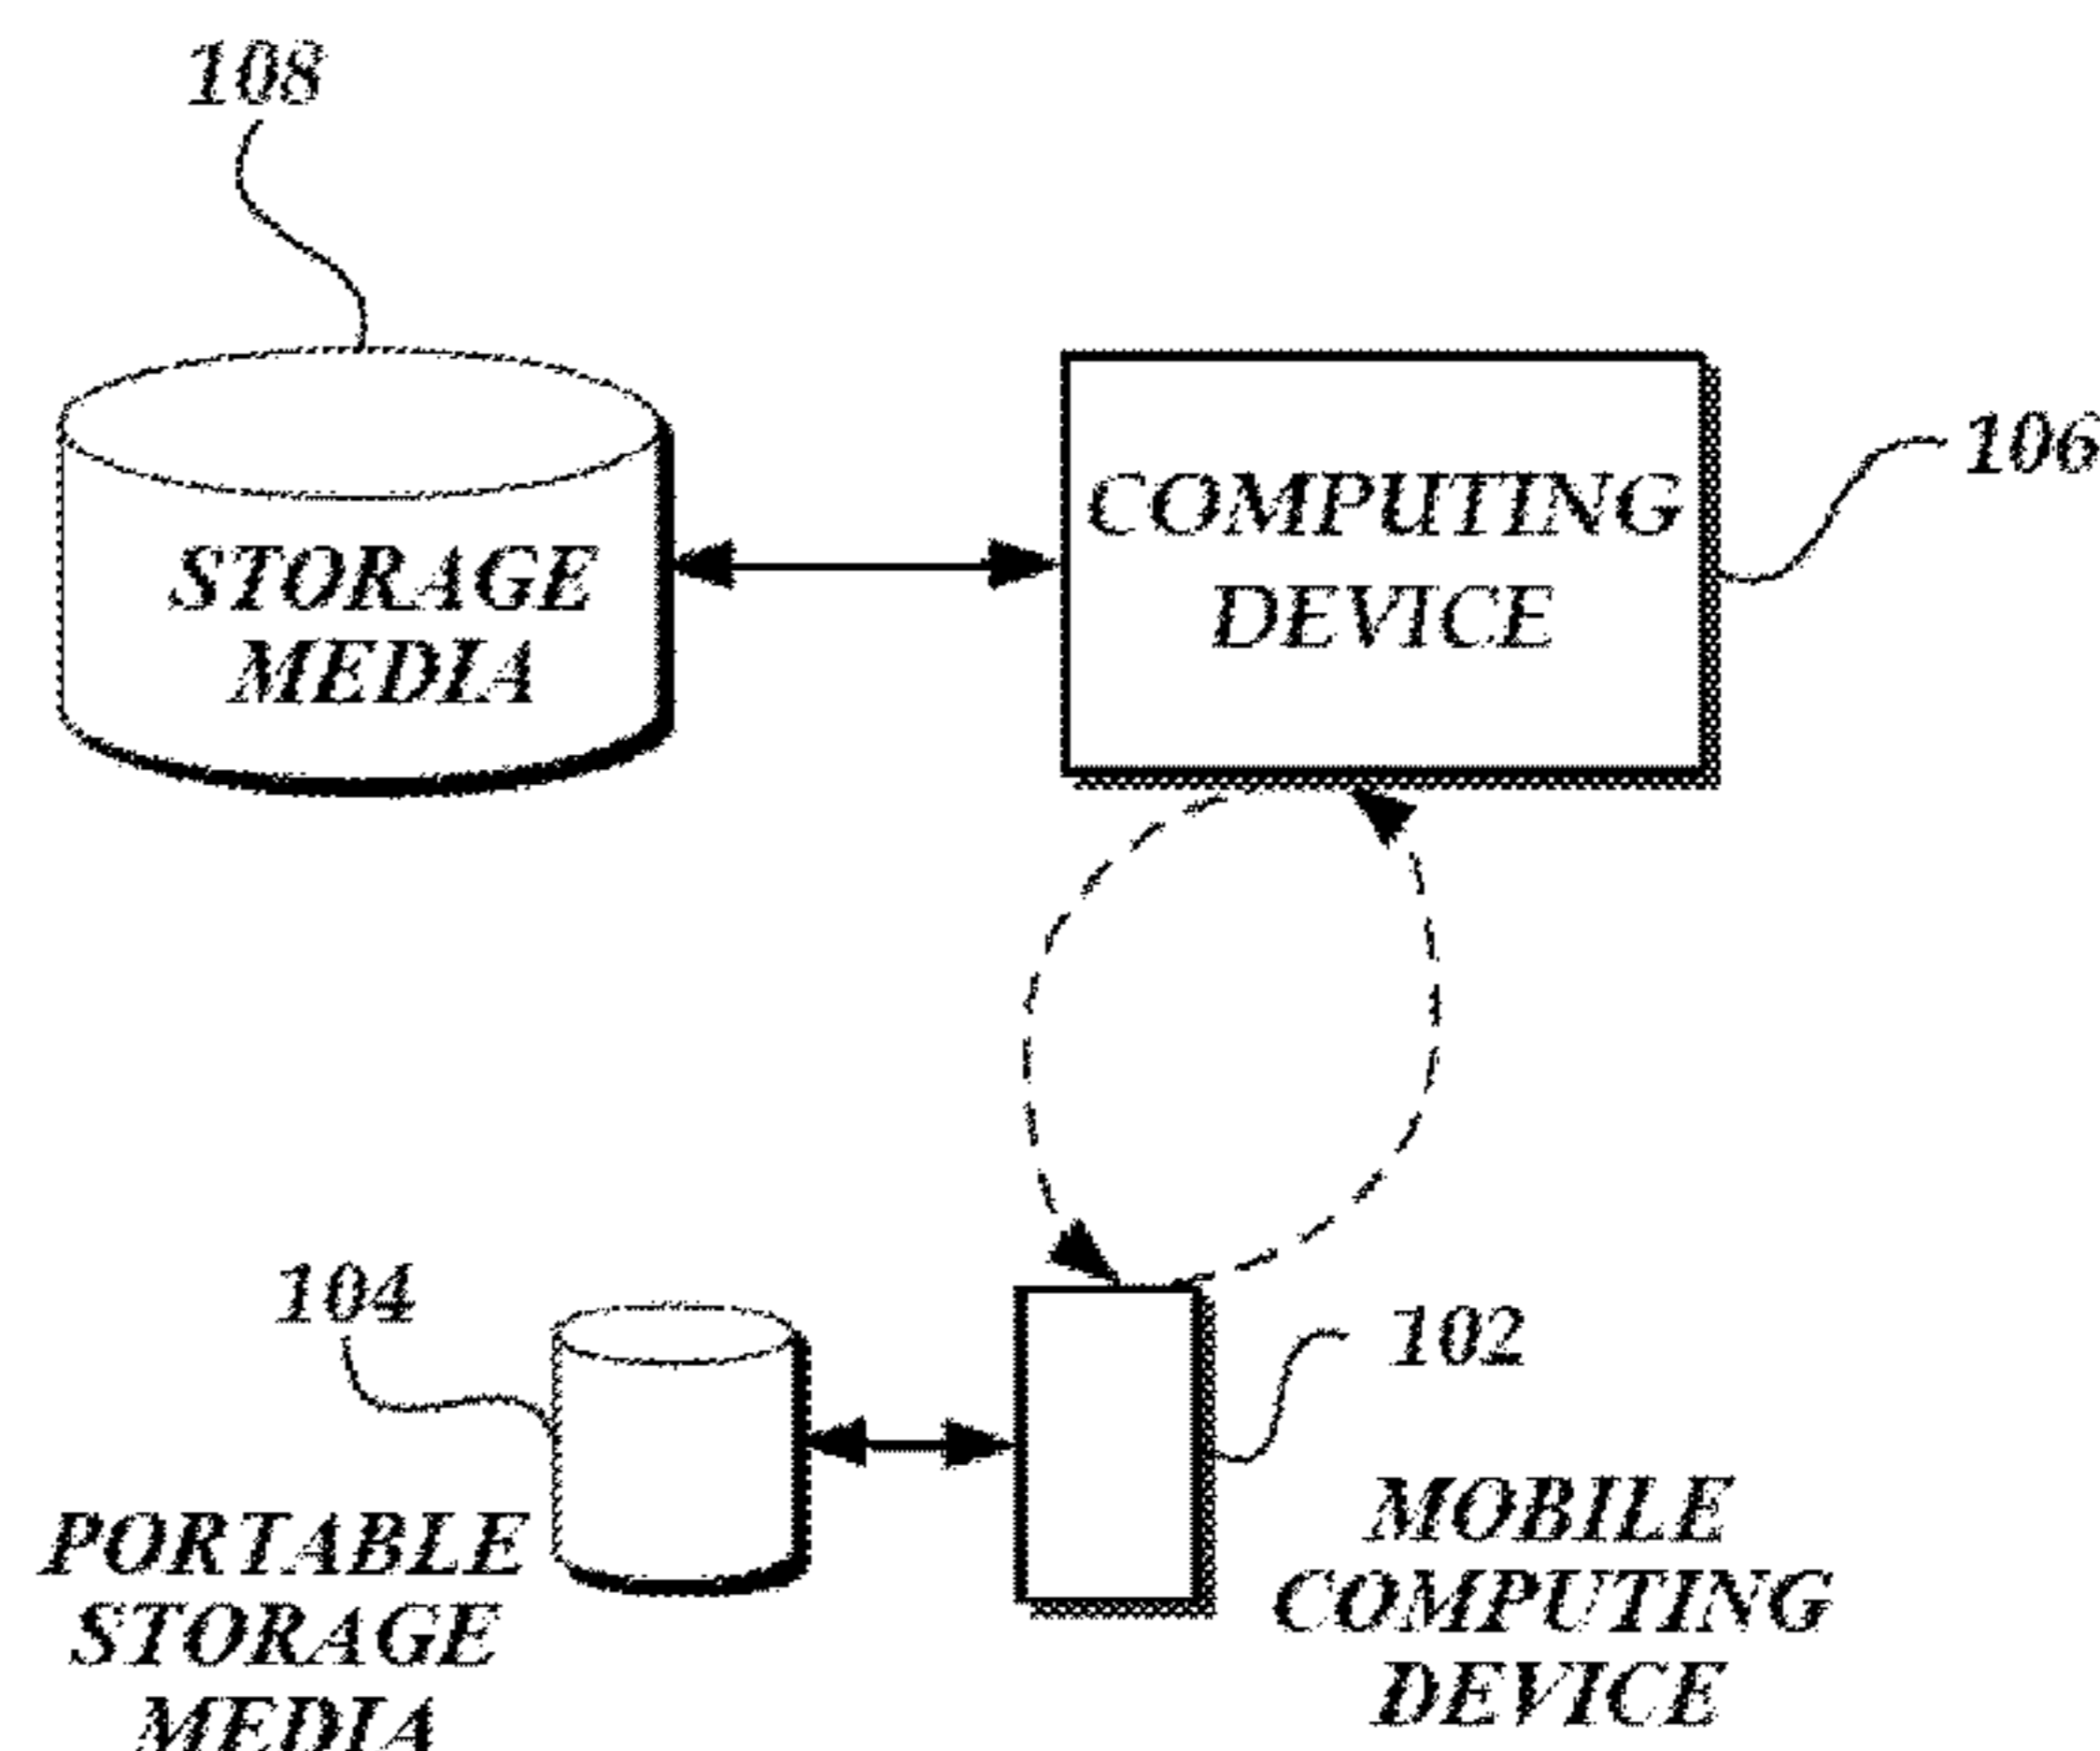 108
106
COMPUTING
DEVICE
STORAGE
MEDIA
104
102
PORTABLE
STORAGE
MEDIA
MOBILE
COMPUTING
DEVICE